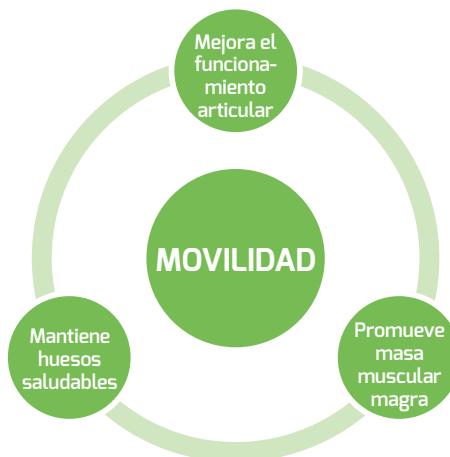 Mejora el
funciona-
miento
articular
MOVILIDAD
Mantiene
huesos
saludables
Promueve
masa
muscular
magra